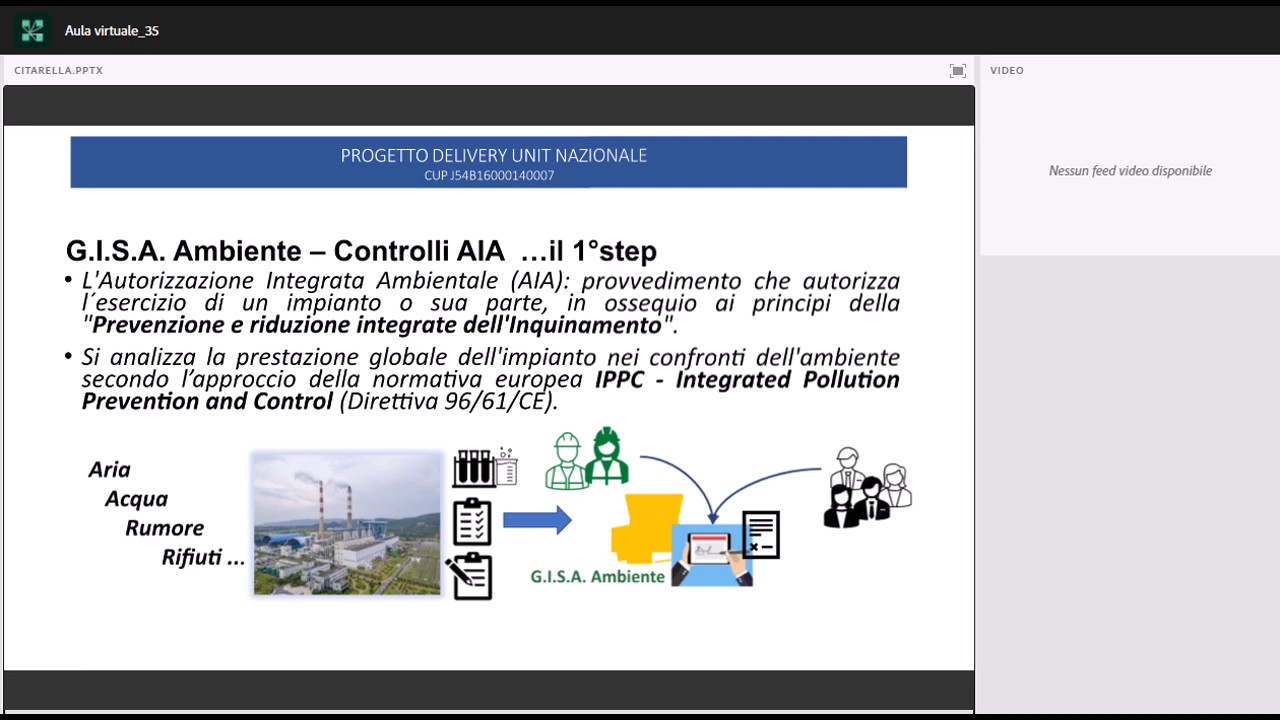 Aula virtuale_35
CITARELLA.PPTX
VIDEO
Nessun feed video disponibile
PROGETTO DELIVERY UNIT NAZIONALE
CUP J54B16000140007
G.I.S.A. Ambiente – Controlli AIA …il 1°step
• L'Autorizzazione Integrata Ambientale (AIA): provvedimento che autorizza
l´esercizio di un impianto o sua parte, in ossequio ai principi della
"Prevenzione e riduzione integrate dell'Inquinamento".
• Si analizza la prestazione globale dell'impianto nei confronti dell'ambiente
secondo l’approccio della normativa europea IPPC - Integrated Pollution
Prevention and Control (Direttiva 96/61/CE).
Aria
Acqua
Rumore
Rifiuti ...
G.I.S.A. Ambiente